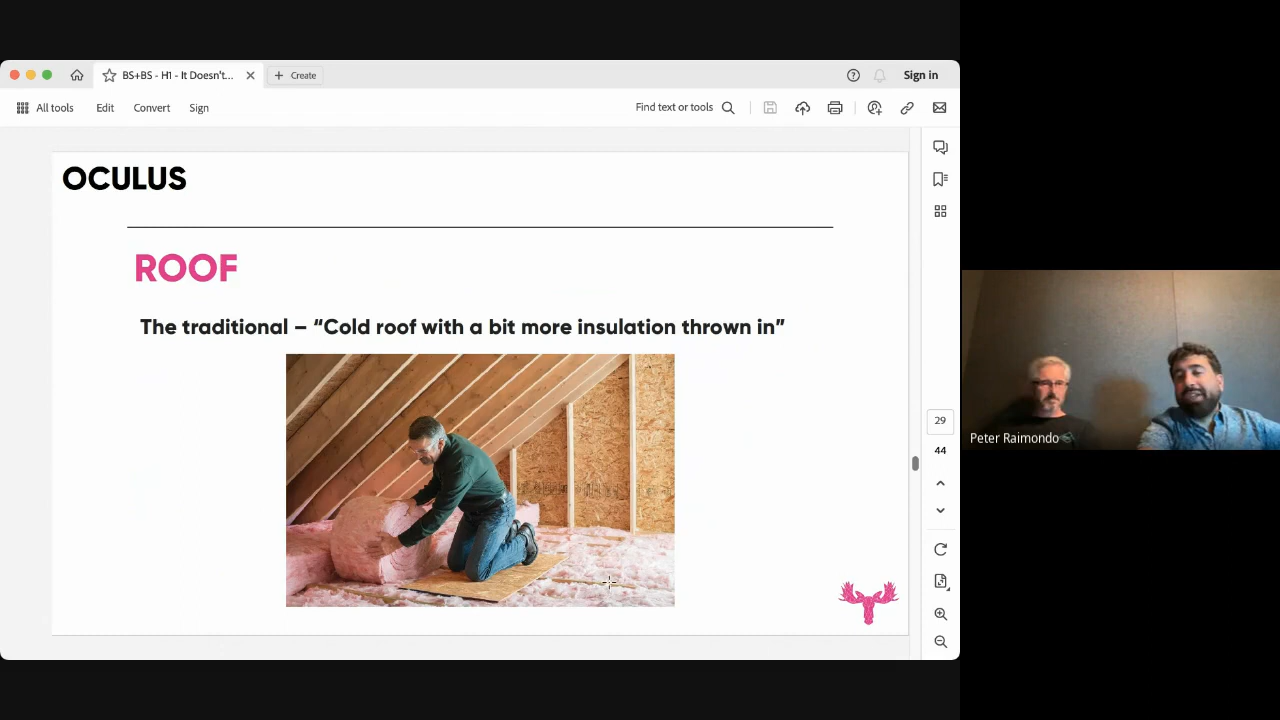 BS+BS - H1 - It Doesn't...
Create
Sign in
All tools
Edit
Convert
Sign
Find text or tools
OCULUS
ROOF
The traditional – “Cold roof with a bit more insulation thrown in”
29
44
Peter Raimondo